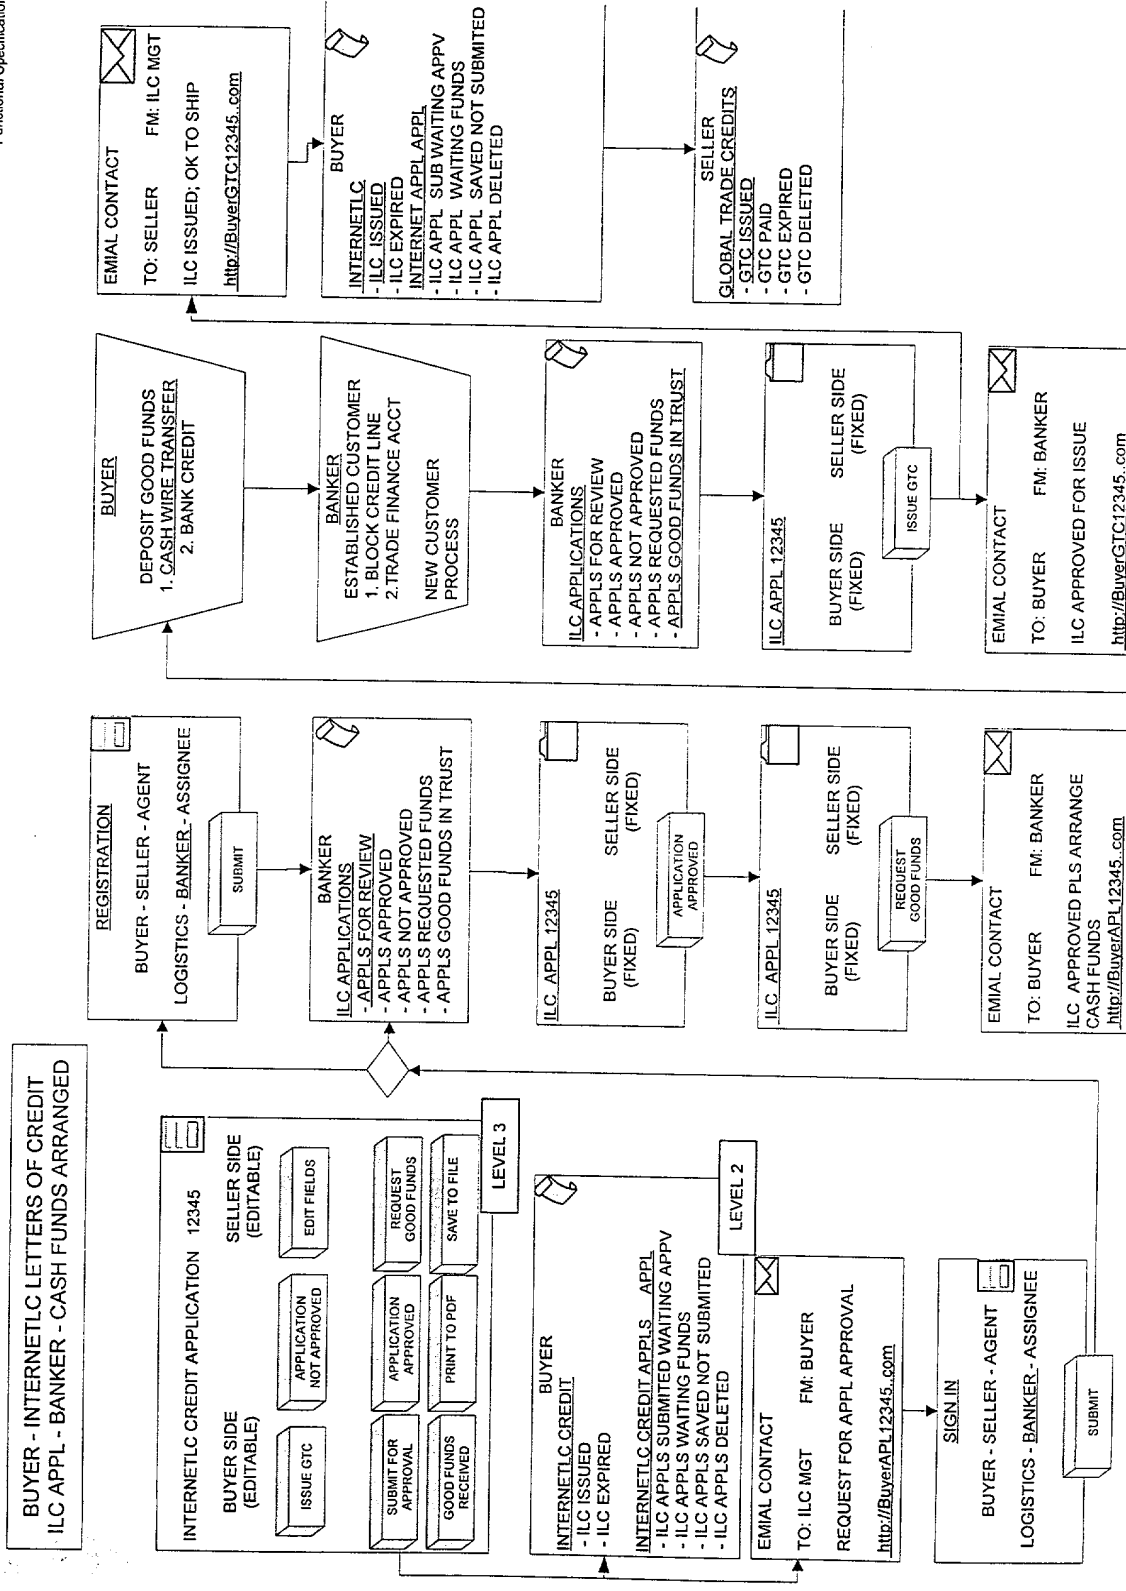 Functional Specification
BUYER - INTERNETLC LETTERS OF CREDIT
ILC APPL - BANKER - CASH FUNDS ARRANGED
INTERNETLC CREDIT APPLICATION 12345
BUYER SIDE SELLER SIDE
(EDITABLE) (EDITABLE)
ISSUE GTC
APPLICATION
NOT APPROVED
EDIT FIELDS
SUBMIT FOR
APPROVAL
APPLICATION
APPROVED
REQUEST
GOOD FUNDS
GOOD FUNDS
RECEIVED
PRINT TO PDF
SAVE TO FILE
LEVEL 3
BUYER
INTERNETLC CREDIT
- ILC ISSUED
- ILC EXPIRED
INTERNETLC CREDIT APPLS APPL
- ILC APPLS SUBMITED WAITING APPV
- ILC APPLS WAITING FUNDS
- ILC APPLS SAVED NOT SUBMITED
- ILC APPLS DELETED
LEVEL 2
EMIAL CONTACT
TO: ILC MGT FM: BUYER
REQUEST FOR APPL APPROVAL
http://BuyerAPL12345..com
SIGN.IN
BUYER - SELLER - AGENT
LOGISTICS - BANKER - ASSIGNEE
SUBMIT
REGISTRATION
BUYER - SELLER - AGENT
LOGISTICS - BANKER - ASSIGNEE
SUBMIT
BANKER
ILC APPLICATIONS
- APPLS FOR REVIEW
- APPLS APPROVED
- APPLS NOT APPROVED
- APPLS REQUESTED FUNDS
- APPLS GOOD FUNDS IN TRUST
ILC APPL 12345
BUYER SIDE SELLER SIDE
(FIXED) (FIXED)
APPLICATION
APPROVED
ILC APPL 12345
BUYER SIDE SELLER SIDE
(FIXED) (FIXED)
REQUEST
GOOD FUNDS
EMIAL CONTACT
TO: BUYER FM: BANKER
ILC APPROVED PLS ARRANGE
CASH FUNDS
http://BuyerAPL12345..com
BUYER
DEPOSIT GOOD FUNDS
1. CASH WIRE TRANSFER
2. BANK CREDIT
BANKER
ESTABLISHED CUSTOMER
1. BLOCK CREDIT LINE
2.TRADE FINANCE ACCT
NEW CUSTOMER
PROCESS
BANKER
ILC APPLICATIONS
- APPLS FOR REVIEW
- APPLS APPROVED
- APPLS NOT APPROVED
- APPLS REQUESTED FUNDS
- APPLS GOOD FUNDS IN TRUST
ILC APPL 12345
BUYER SIDE SELLER SIDE
(FIXED) (FIXED)
ISSUE GTC
EMIAL CONTACT
TO: BUYER FM: BANKER
ILC APPROVED FOR ISSUE
http://BuyerGTC12345..com
EMIAL CONTACT
TO: SELLER FM: ILC MGT
ILC ISSUED; OK TO SHIP
http://BuyerGTC12345..com
BUYER
INTERNETLC
- ILC ISSUED
- ILC EXPIRED
INTERNET APPL APPL
- ILC APPL SUB WAITING APPV
- ILC APPL WAITING FUNDS
- ILC APPL SAVED NOT SUBMITED
- ILC APPL DELETED
SELLER
GLOBAL TRADE CREDITS
- GTC ISSUED
- GTC PAID
- GTC EXPIRED
- GTC DELETED